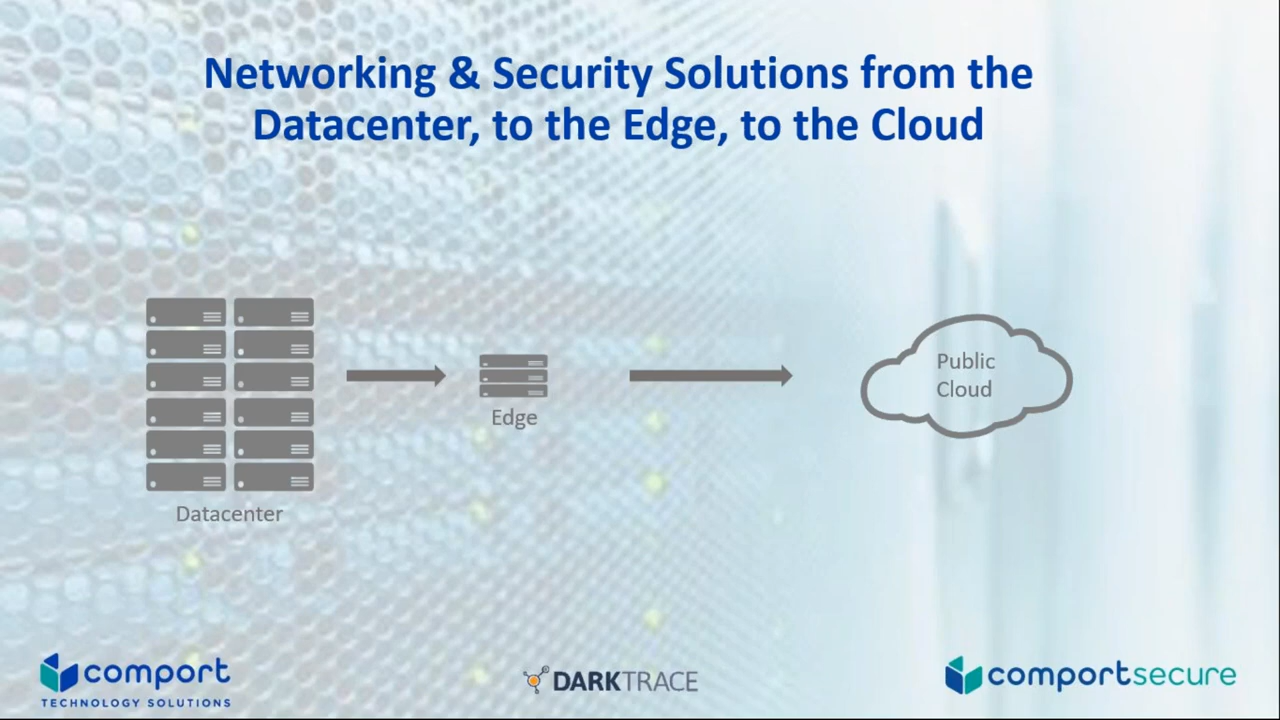 Networking & Security Solutions from the
Datacenter, to the Edge, to the Cloud
Public
Cloud
Edge
Datacenter
comport
TECHNOLOGY SOLUTIONS
DARKTRACE
comportsecure